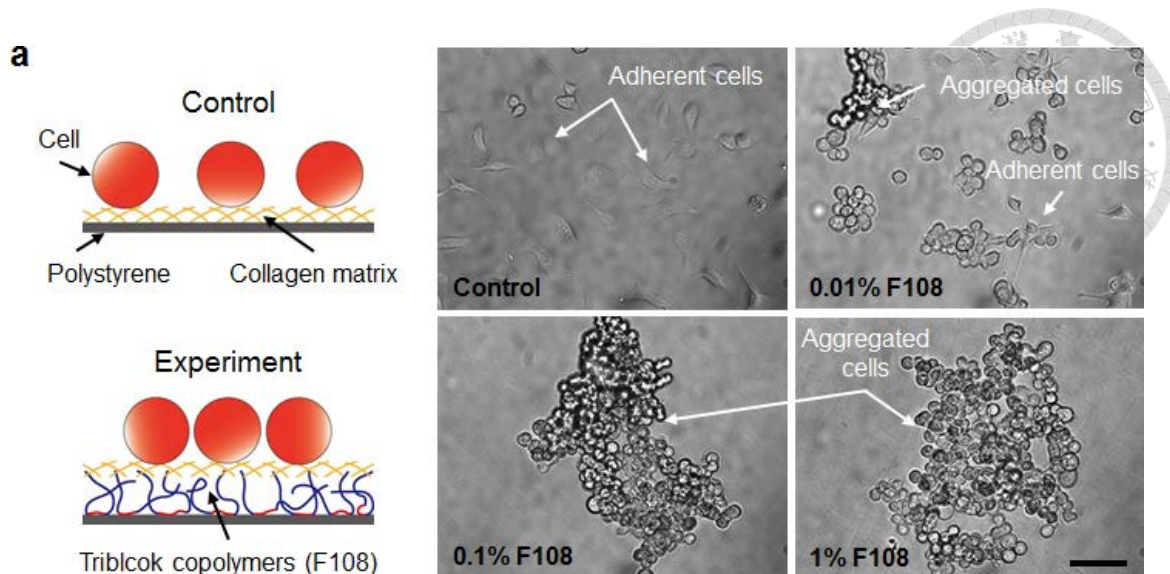 a
Control
Cell
Polystyrene
Collagen matrix
Experiment
Triblcok copolymers (F108)
Adherent cells
Control
Aggregated cells
Adherent cells
0.01% F108
0.1% F108
Aggregated
cells
1% F108